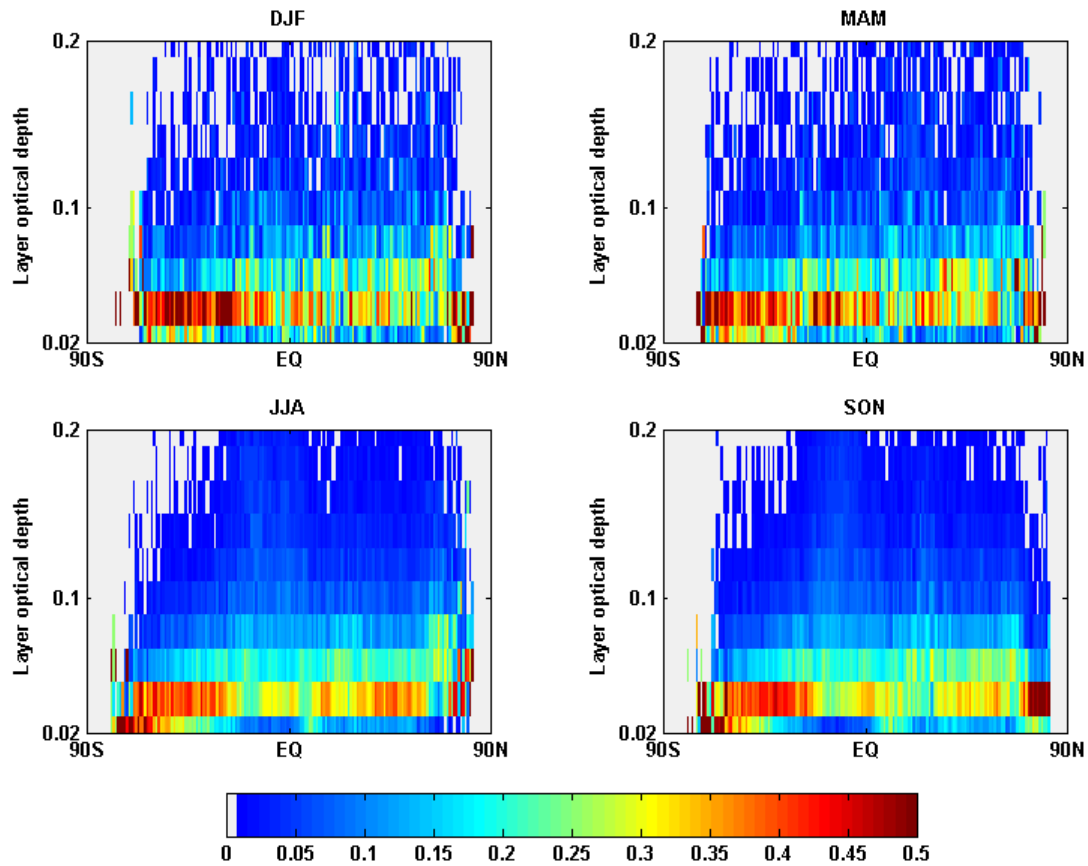 DJF
MAM
0.2
0.2
Layer optical depth
Layer optical depth
0.1
0.1
0.02
0.02
90S EQ 90N
90S EQ 90N
JJA
SON
0.2
0.2
Layer optical depth
Layer optical depth
0.1
0.1
0.02
0.02
90S EQ 90N
90S EQ 90N
0 0.05 0.1 0.15 0.2 0.25 0.3 0.35 0.4 0.45 0.5